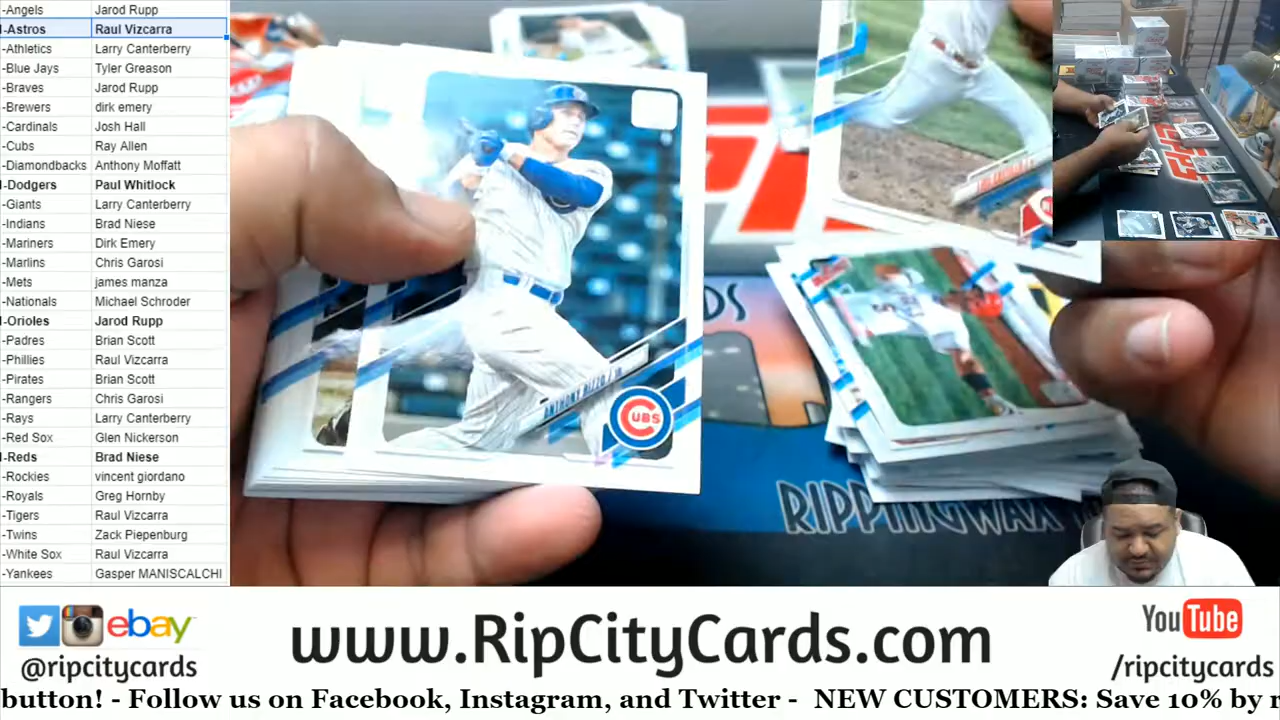 -Angels Jarod Rupp
-Astros Raul Vizcarra
-Athletics Larry Canterberry
-Blue Jays Tyler Greason
-Braves Jarod Rupp
-Brewers dirk emery
-Cardinals Josh Hall
-Cubs Ray Allen
-Diamondbacks Anthony Moffatt
-Dodgers Paul Whitlock
-Giants Larry Canterberry
-Indians Brad Niese
-Mariners Dirk Emery
-Marlins Chris Garosi
-Mets james manza
-Nationals Michael Schroder
-Orioles Jarod Rupp
-Padres Brian Scott
-Phillies Raul Vizcarra
-Pirates Brian Scott
-Rangers Chris Garosi
-Rays Larry Canterberry
-Red Sox Glen Nickerson
-Reds Brad Niese
-Rockies vincent giordano
-Royals Greg Hornby
-Tigers Raul Vizcarra
-Twins Zack Piepenburg
-White Sox Raul Vizcarra
-Yankees Gasper MANISCALCHI
ANTHONY RIZZO
CUBS
RIPPINGWAX
ebay
@ripcitycards
www.RipCityCards.com
YouTube
/ripcitycards
button! - Follow us on Facebook, Instagram, and Twitter - NEW CUSTOMERS: Save 10% by